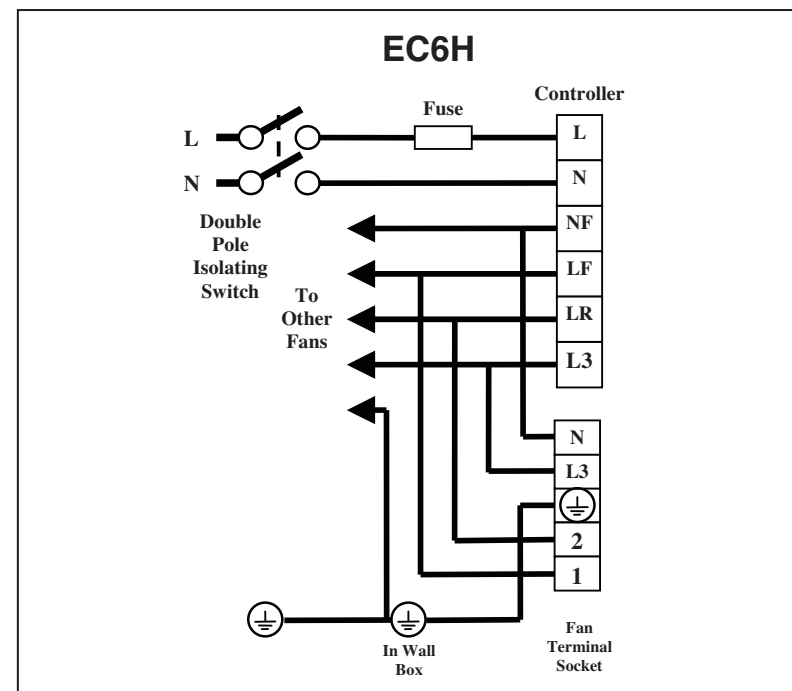 EC6H
Controller
Fuse
L
L
N
N
Double
Pole
Isolating
Switch
NF
LF
To
Other
Fans
LR
L3
N
L3
2
1
In Wall
Box
Fan
Terminal
Socket